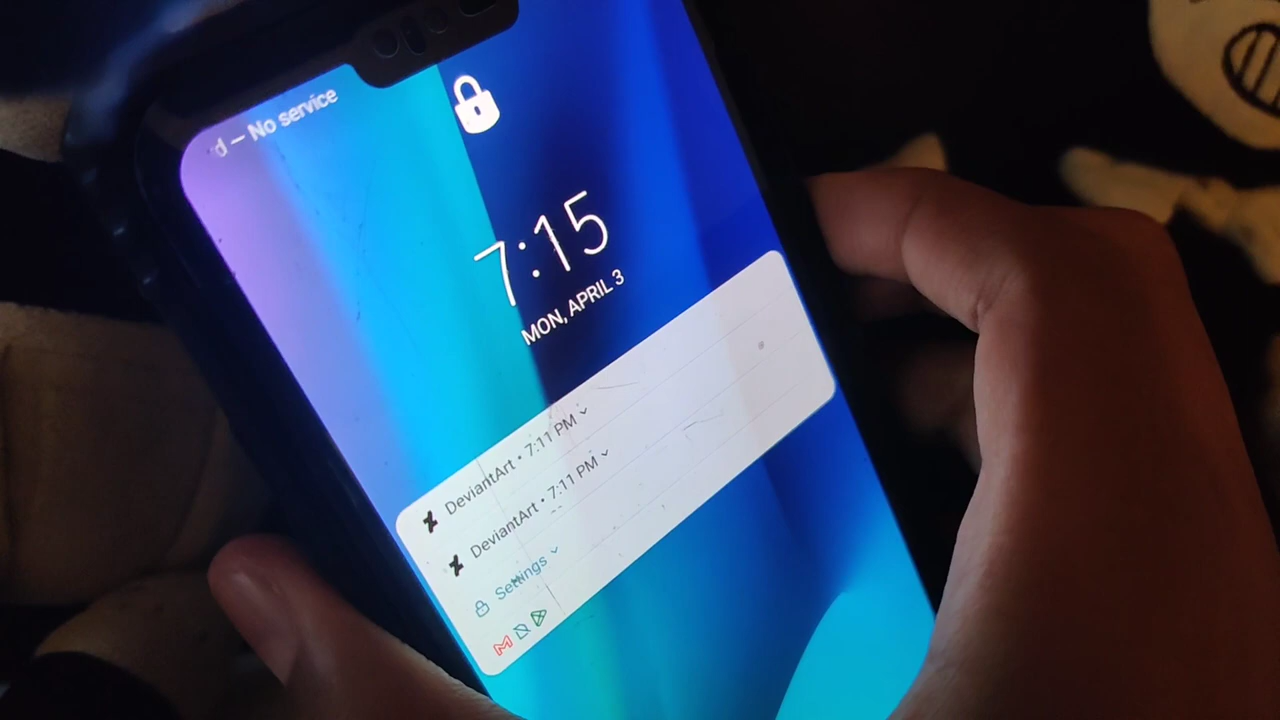 d – No service
7:15
MON, APRIL 3
DeviantArt • 7:11 PM
DeviantArt • 7:11 PM
Settings